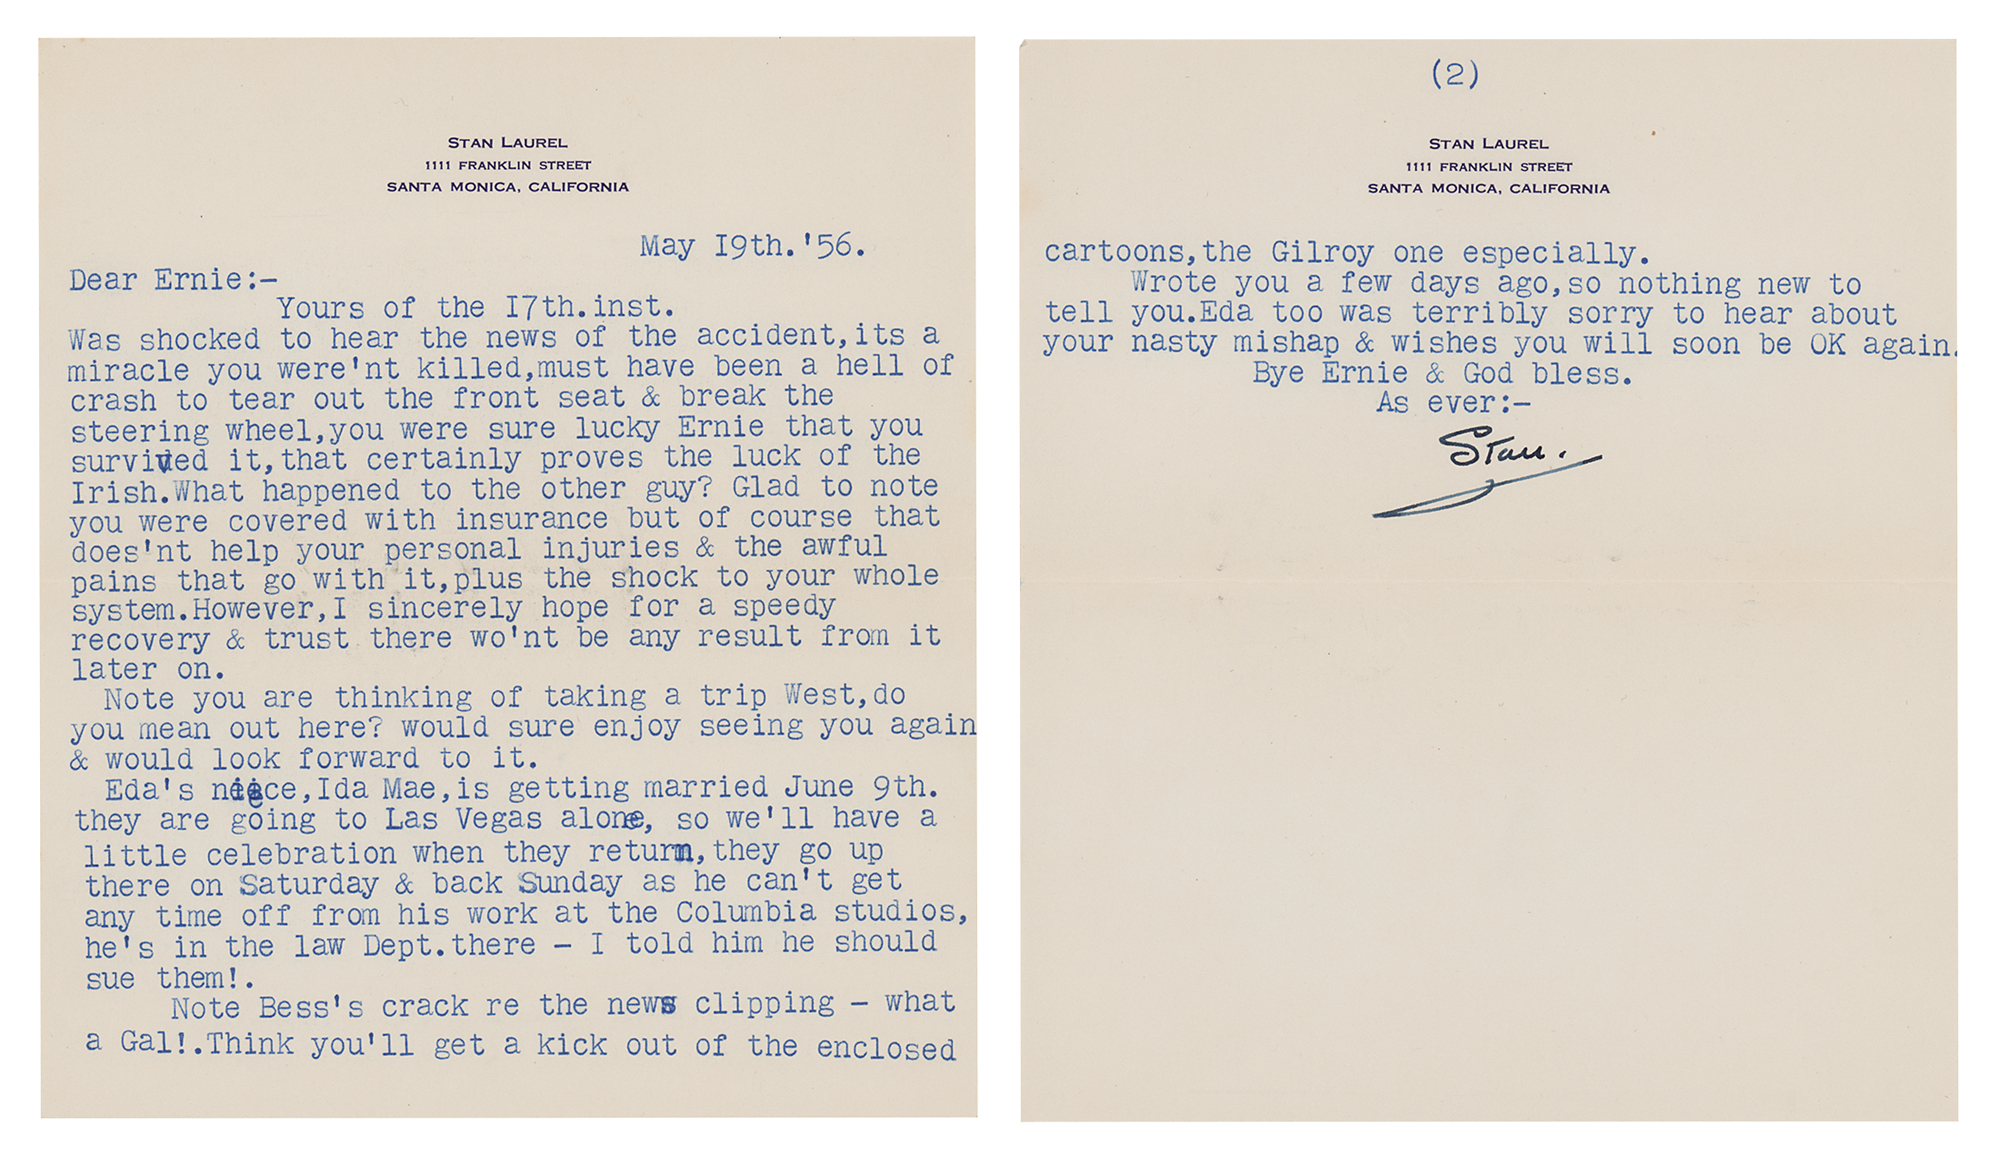 STAN LAUREL
1111 FRANKLIN STREET
SANTA MONICA, CALIFORNIA
May I9th.'56.
Dear Ernie:-
Yours of the I7th.inst.
Was shocked to hear the news of the accident,its a
miracle you were'nt killed,must have been a hell of
crash to tear out the front seat & break the
steering wheel,you were sure lucky Ernie that you
survived it,that certainly proves the luck of the
Irish.What happened to the other guy? Glad to note
you were covered with insurance but of course that
does'nt help your personal injuries & the awful
pains that go with it,plus the shock to your whole
system.However,I sincerely hope for a speedy
recovery & trust there wo'nt be any result from it
later on.
Note you are thinking of taking a trip West,do
you mean out here? would sure enjoy seeing you again
& would look forward to it.
Eda's niece,Ida Mae,is getting married June 9th.
they are going to Las Vegas alone, so we'll have a
little celebration when they return,they go up
there on Saturday & back Sunday as he can't get
any time off from his work at the Columbia studios,
he's in the law Dept.there - I told him he should
sue them!.
Note Bess's crack re the news clipping - what
a Gal!.Think you'll get a kick out of the enclosed
(2)
STAN LAUREL
1111 FRANKLIN STREET
SANTA MONICA, CALIFORNIA
cartoons,the Gilroy one especially.
Wrote you a few days ago,so nothing new to
tell you.Eda too was terribly sorry to hear about
your nasty mishap & wishes you will soon be OK again.
Bye Ernie & God bless.
As ever:-
Stan.